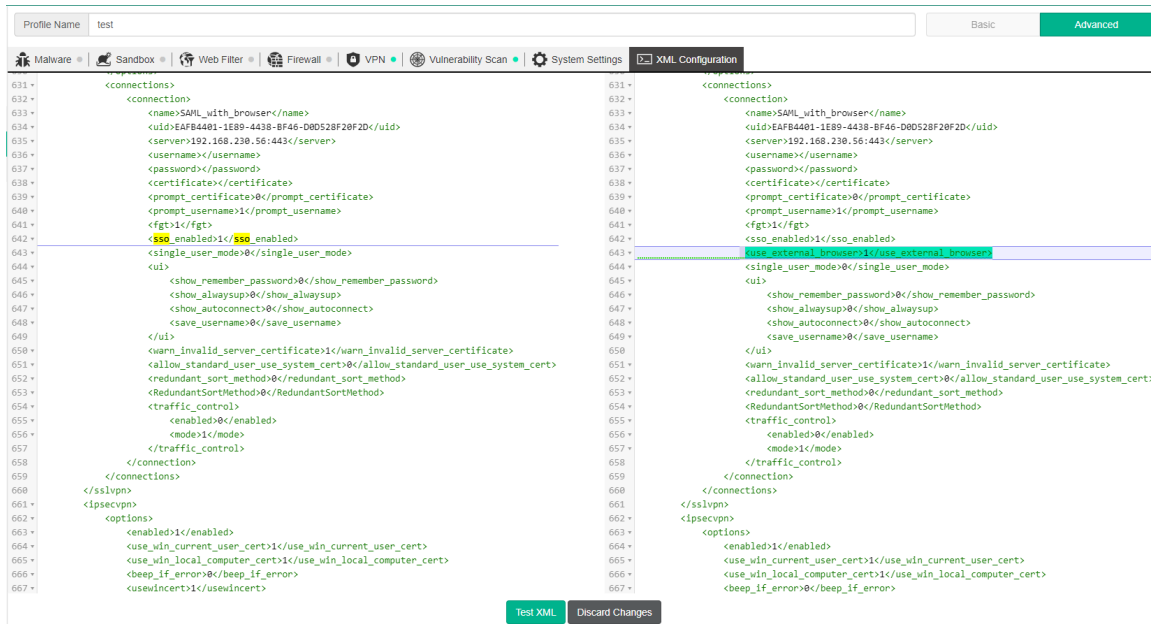 Profile Name test Basic Advanced
Malware Sandbox Web Filter Firewall VPN Vulnerability Scan System Settings XML Configuration
631 <connections>
632 <connection>
633 <name>SAML_with_browser</name>
634 <uid>EAFB4401-1E89-4438-BF46-D0D528F20F2D</uid>
635 <server>192.168.230.56:443</server>
636 <username></username>
637 <password></password>
638 <certificate></certificate>
639 <prompt_certificate>0</prompt_certificate>
640 <prompt_username>1</prompt_username>
641 <fgt>1</fgt>
642 <sso_enabled>1</sso_enabled>
643 <single_user_mode>0</single_user_mode>
644 <ui>
645 <show_remember_password>0</show_remember_password>
646 <show_alwaysup>0</show_alwaysup>
647 <show_autoconnect>0</show_autoconnect>
648 <save_username>0</save_username>
649 </ui>
650 <warn_invalid_server_certificate>1</warn_invalid_server_certificate>
651 <allow_standard_user_use_system_cert>0</allow_standard_user_use_system_cert>
652 <redundant_sort_method>0</redundant_sort_method>
653 <RedundantSortMethod>0</RedundantSortMethod>
654 <traffic_control>
655 <enabled>0</enabled>
656 <mode>1</mode>
657 </traffic_control>
658 </connection>
659 </connections>
660 </sslvpn>
661 <ipsecvpn>
662 <options>
663 <enabled>1</enabled>
664 <use_win_current_user_cert>1</use_win_current_user_cert>
665 <use_win_local_computer_cert>1</use_win_local_computer_cert>
666 <beep_if_error>0</beep_if_error>
667 <usewincert>1</usewincert>
631 <connections>
632 <connection>
633 <name>SAML_with_browser</name>
634 <uid>EAFB4401-1E89-4438-BF46-D0D528F20F2D</uid>
635 <server>192.168.230.56:443</server>
636 <username></username>
637 <password></password>
638 <certificate></certificate>
639 <prompt_certificate>0</prompt_certificate>
640 <prompt_username>1</prompt_username>
641 <fgt>1</fgt>
642 <sso_enabled>1</sso_enabled>
643 <use_external_browser>1</use_external_browser>
644 <single_user_mode>0</single_user_mode>
645 <ui>
646 <show_remember_password>0</show_remember_password>
647 <show_alwaysup>0</show_alwaysup>
648 <show_autoconnect>0</show_autoconnect>
649 <save_username>0</save_username>
650 </ui>
651 <warn_invalid_server_certificate>1</warn_invalid_server_certificate>
652 <allow_standard_user_use_system_cert>0</allow_standard_user_use_system_cert>
653 <redundant_sort_method>0</redundant_sort_method>
654 <RedundantSortMethod>0</RedundantSortMethod>
655 <traffic_control>
656 <enabled>0</enabled>
657 <mode>1</mode>
658 </traffic_control>
659 </connection>
660 </connections>
661 </sslvpn>
662 <ipsecvpn>
663 <options>
664 <enabled>1</enabled>
665 <use_win_current_user_cert>1</use_win_current_user_cert>
666 <use_win_local_computer_cert>1</use_win_local_computer_cert>
667 <beep_if_error>0</beep_if_error>
Test XML Discard Changes